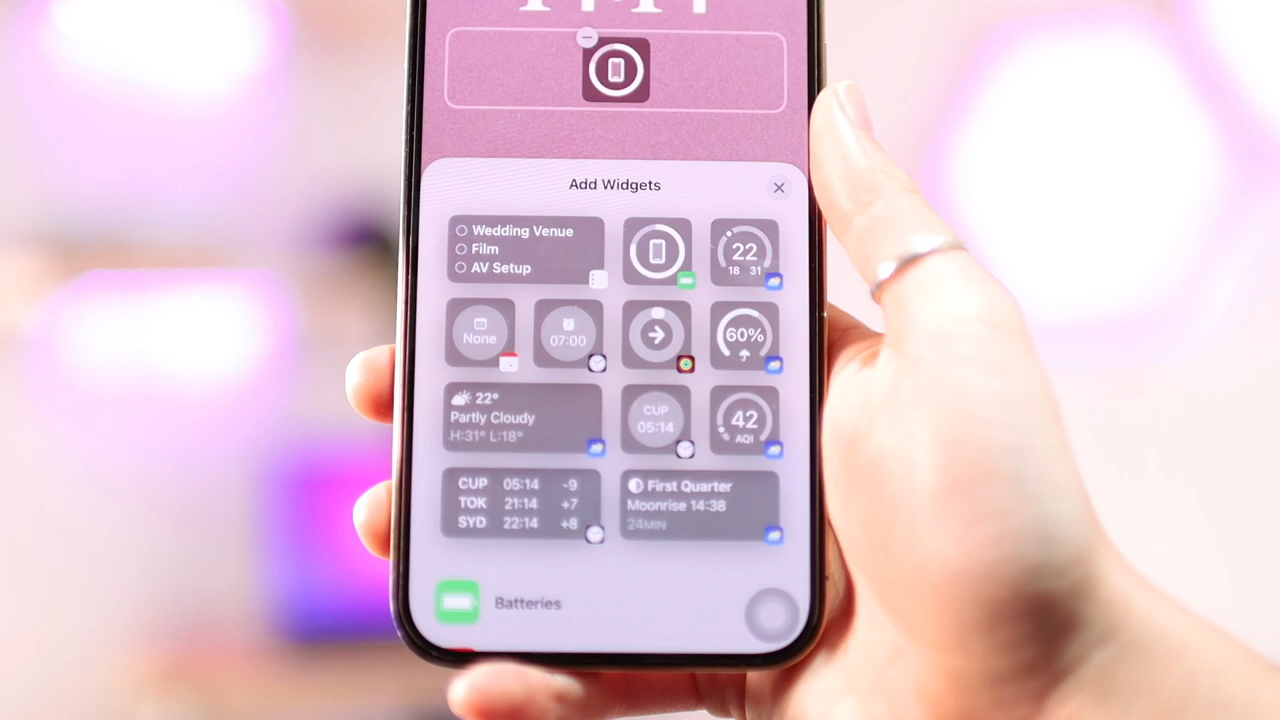 Add Widgets
Wedding Venue
Film
AV Setup
22
18 31
None
07:00
60%
22°
Partly Cloudy
H:31° L:18°
CUP
05:14
42
AQI
CUP 05:14 -9
TOK 21:14 +7
SYD 22:14 +8
First Quarter
Moonrise 14:38
24MIN
Batteries